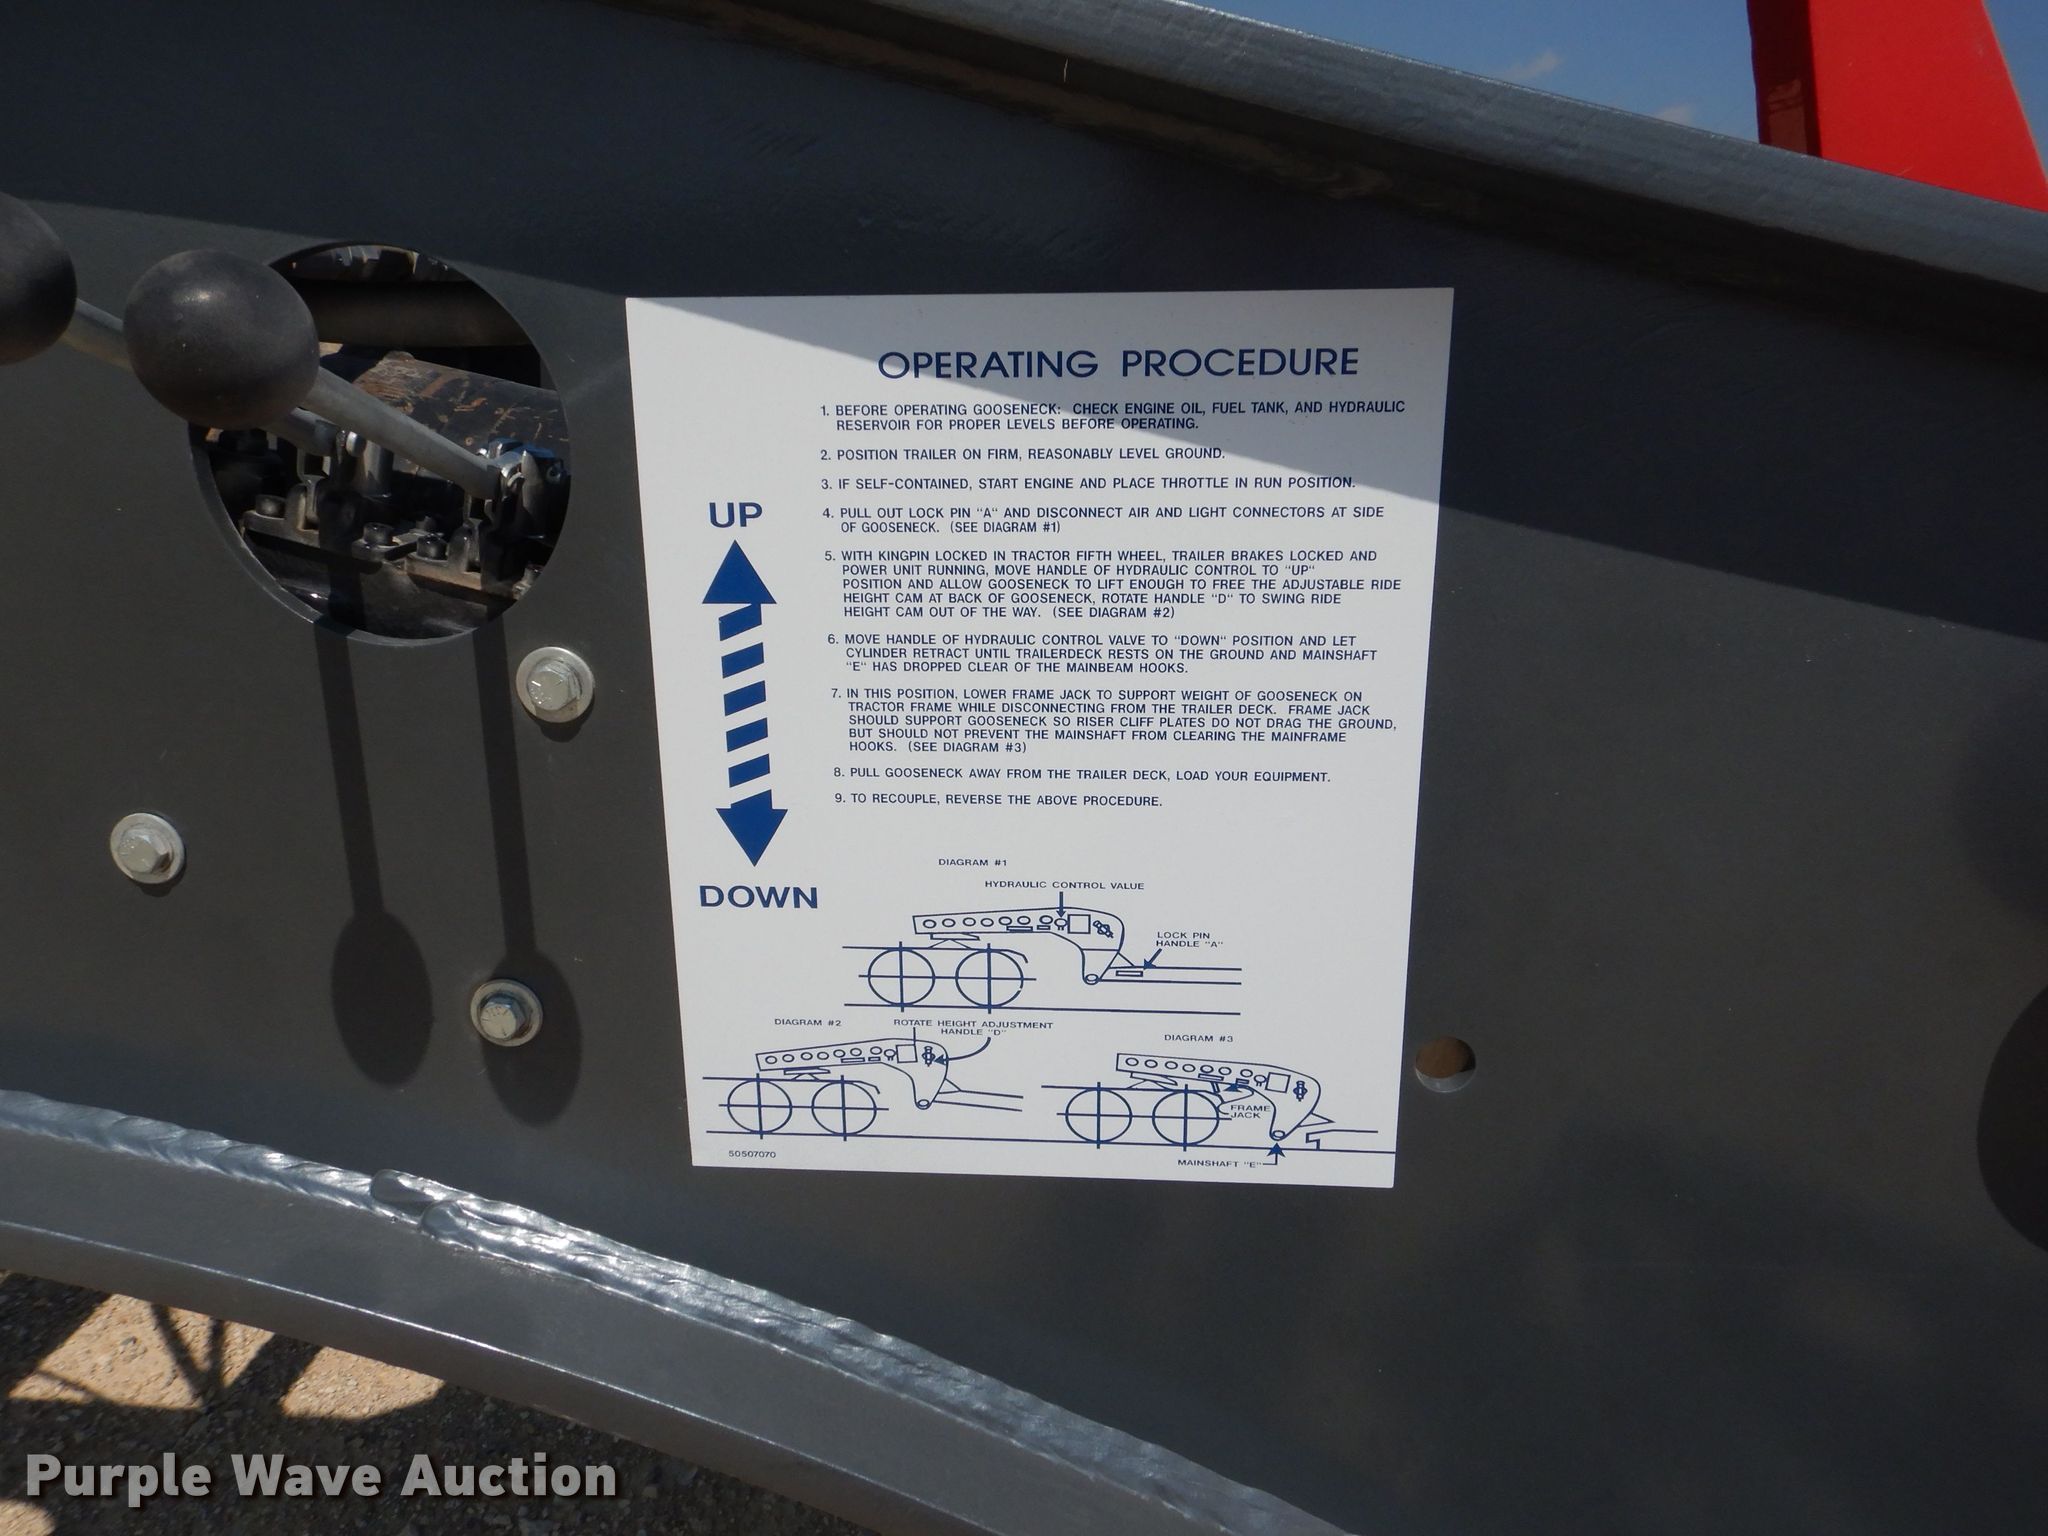 OPERATING PROCEDURE
1. BEFORE OPERATING GOOSENECK: CHECK ENGINE OIL, FUEL TANK, AND HYDRAULIC
RESERVOIR FOR PROPER LEVELS BEFORE OPERATING.
2. POSITION TRAILER ON FIRM, REASONABLY LEVEL GROUND.
3. IF SELF-CONTAINED, START ENGINE AND PLACE THROTTLE IN RUN POSITION.
4. PULL OUT LOCK PIN "A" AND DISCONNECT AIR AND LIGHT CONNECTORS AT SIDE
OF GOOSENECK. (SEE DIAGRAM #1)
5. WITH KINGPIN LOCKED IN TRACTOR FIFTH WHEEL, TRAILER BRAKES LOCKED AND
POWER UNIT RUNNING, MOVE HANDLE OF HYDRAULIC CONTROL TO "UP"
POSITION AND ALLOW GOOSENECK TO LIFT ENOUGH TO FREE THE ADJUSTABLE RIDE
HEIGHT CAM AT BACK OF GOOSENECK, ROTATE HANDLE "D" TO SWING RIDE
HEIGHT CAM OUT OF THE WAY. (SEE DIAGRAM #2)
6. MOVE HANDLE OF HYDRAULIC CONTROL VALVE TO "DOWN" POSITION AND LET
CYLINDER RETRACT UNTIL TRAILERDECK RESTS ON THE GROUND AND MAINSHAFT
"E" HAS DROPPED CLEAR OF THE MAINBEAM HOOKS.
7. IN THIS POSITION, LOWER FRAME JACK TO SUPPORT WEIGHT OF GOOSENECK ON
TRACTOR FRAME WHILE DISCONNECTING FROM THE TRAILER DECK. FRAME JACK
SHOULD SUPPORT GOOSENECK SO RISER CLIFF PLATES DO NOT DRAG THE GROUND,
BUT SHOULD NOT PREVENT THE MAINSHAFT FROM CLEARING THE MAINFRAME
HOOKS. (SEE DIAGRAM #3)
8. PULL GOOSENECK AWAY FROM THE TRAILER DECK, LOAD YOUR EQUIPMENT.
9. TO RECOUPLE, REVERSE THE ABOVE PROCEDURE.
UP
DOWN
DIAGRAM #1
HYDRAULIC CONTROL VALUE
LOCK PIN
HANDLE "A"
DIAGRAM #2
ROTATE HEIGHT ADJUSTMENT
HANDLE "D"
DIAGRAM #3
FRAME
JACK
MAINSHAFT "E"
50507070
Purple Wave Auction